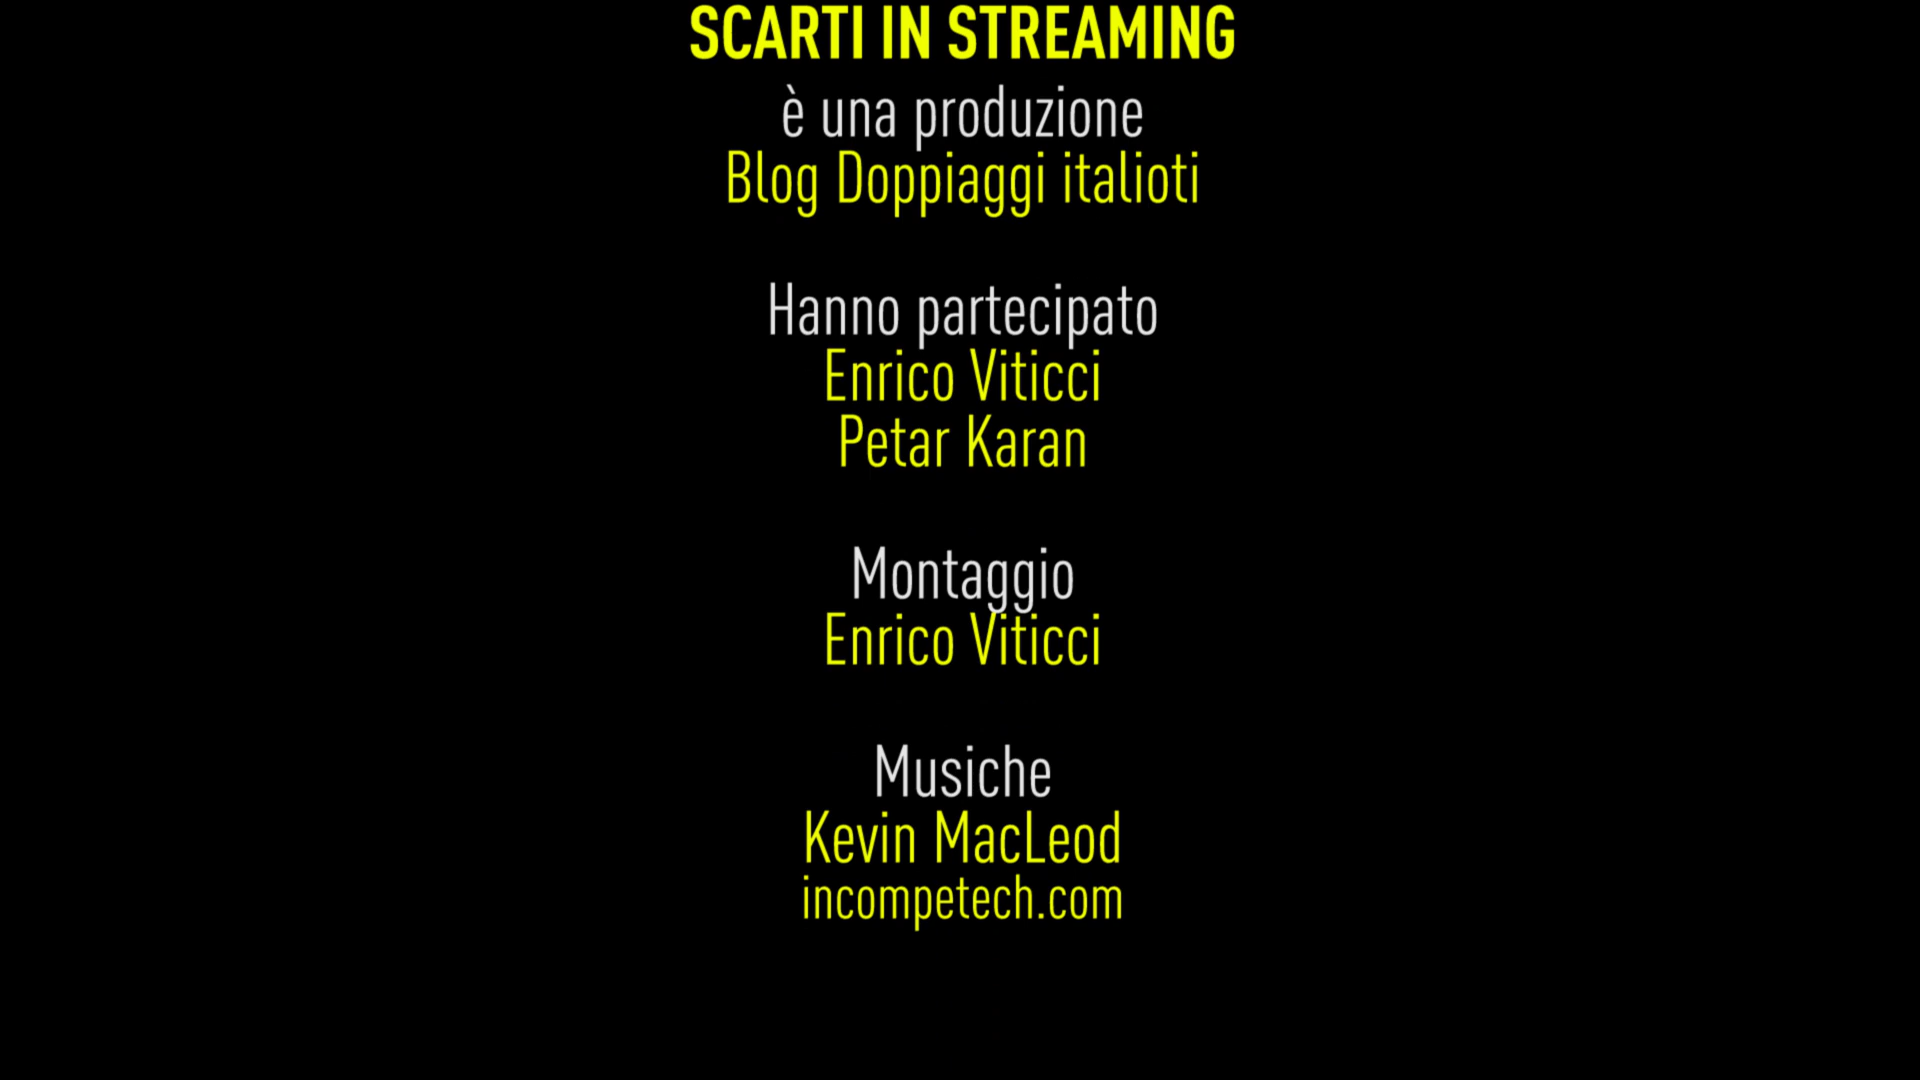 SCARTI IN STREAMING
è una produzione
Blog Doppiaggi italioti
Hanno partecipato
Enrico Viticci
Petar Karan
Montaggio
Enrico Viticci
Musiche
Kevin MacLeod
incompetech.com